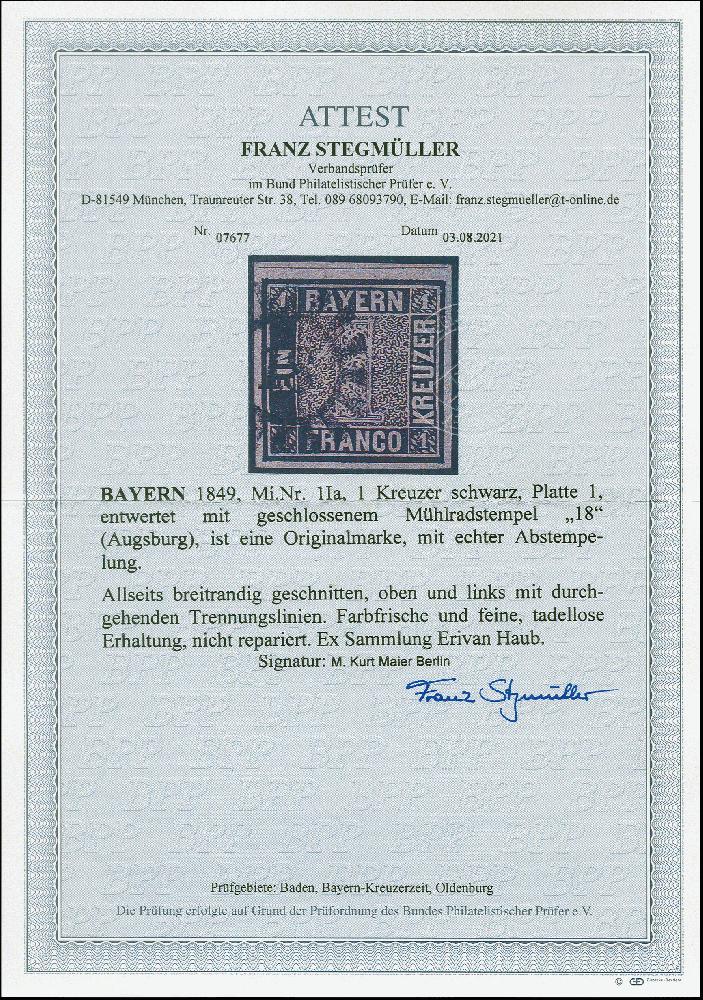 ATTEST
FRANZ STEGMÜLLER
Verbandsprüfer
im Bund Philatelistischer Prüfer e. V.
D-81549 München, Traunreuter Str. 38, Tel. 089 68093790, E-Mail: franz.stegmueller@t-online.de
Nr. 07677 Datum 03.08.2021
1 BAYERN 1
EIN
KREUZER
FRANCO 1
BAYERN 1849, Mi.Nr. 1Ia, 1 Kreuzer schwarz, Platte 1,
entwertet mit geschlossenem Mühlradstempel „18“
(Augsburg), ist eine Originalmarke, mit echter Abstempe-
lung.
Allseits breitrandig geschnitten, oben und links mit durch-
gehenden Trennungslinien. Farbfrische und feine, tadellose
Erhaltung, nicht repariert. Ex Sammlung Erivan Haub.
Signatur: M. Kurt Maier Berlin
Franz Stegmüller
Prüfgebiete: Baden, Bayern-Kreuzerzeit, Oldenburg
Die Prüfung erfolgte auf Grund der Prüfordnung des Bundes Philatelistischer Prüfer e.V.
© GD